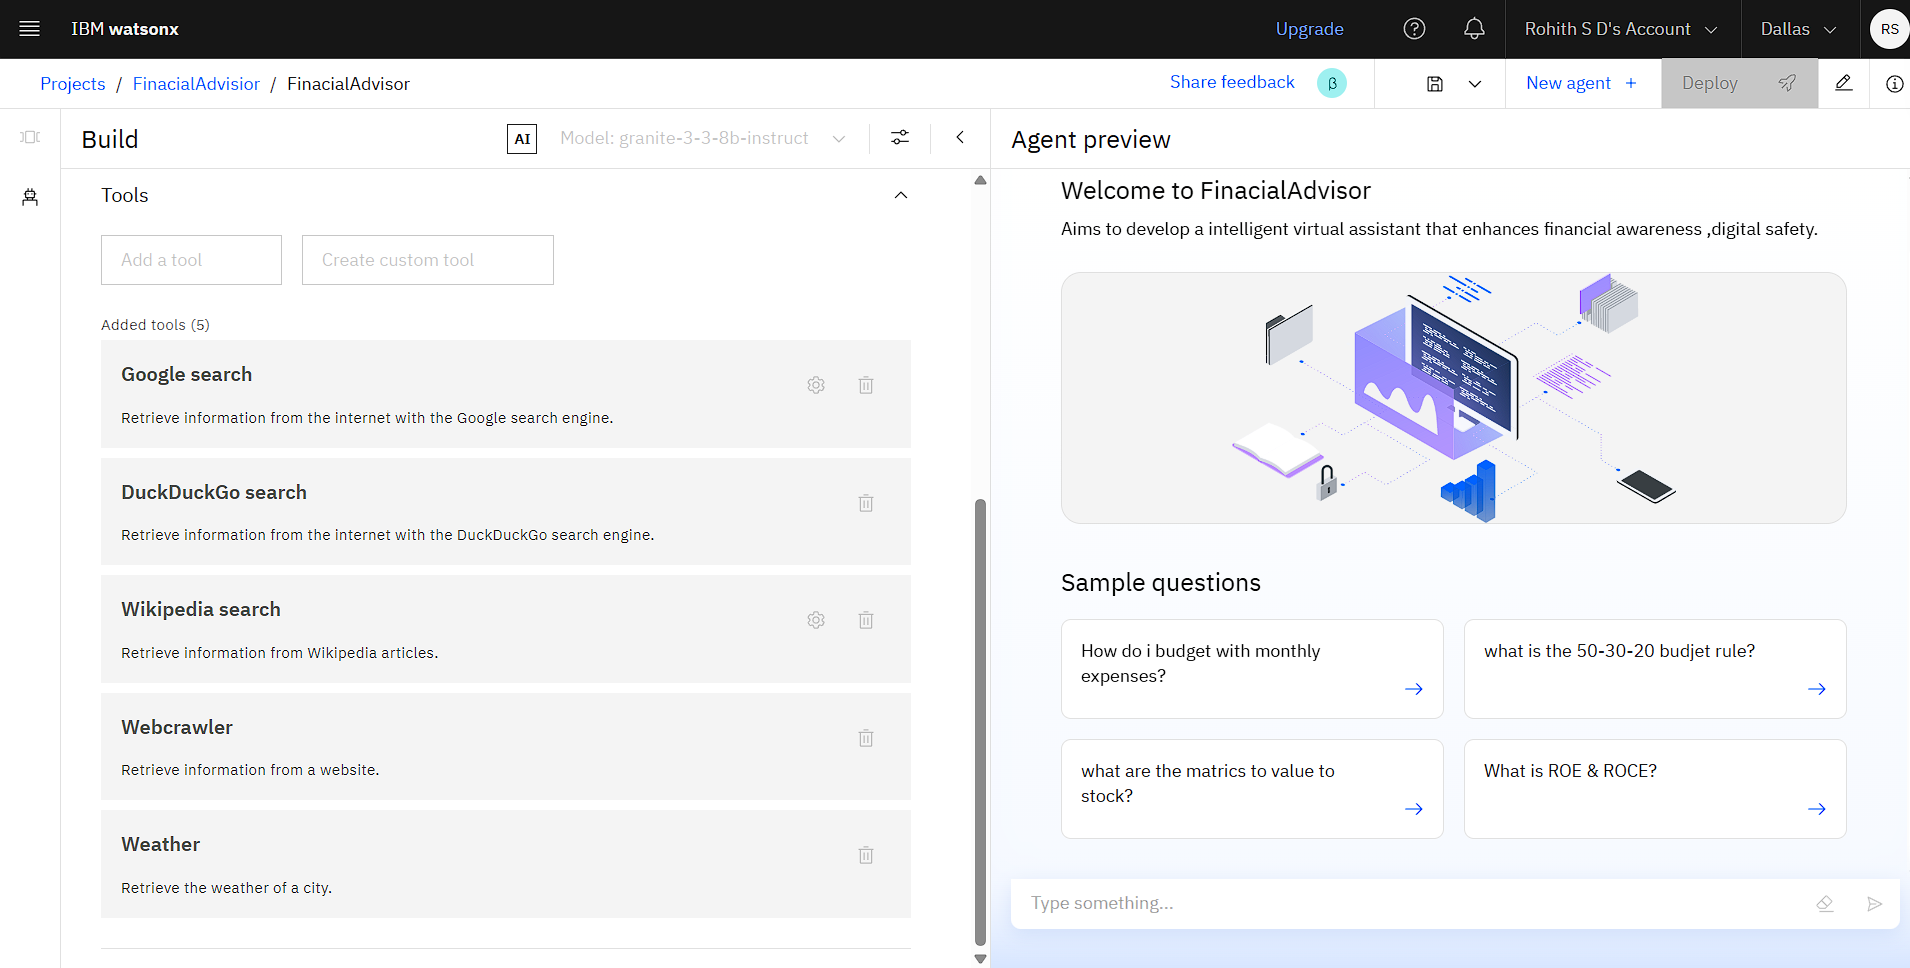 IBM watsonx
Upgrade
Rohith S D's Account
Dallas
RS
Projects / FinacialAdvisior / FinacialAdvisor
Share feedback
β
New agent +
Deploy
Build
AI
Model: granite-3-3-8b-instruct
Tools
Add a tool
Create custom tool
Added tools (5)
Google search
Retrieve information from the internet with the Google search engine.
DuckDuckGo search
Retrieve information from the internet with the DuckDuckGo search engine.
Wikipedia search
Retrieve information from Wikipedia articles.
Webcrawler
Retrieve information from a website.
Weather
Retrieve the weather of a city.
Agent preview
Welcome to FinacialAdvisor
Aims to develop a intelligent virtual assistant that enhances financial awareness ,digital safety.
Sample questions
How do i budget with monthly
expenses?
what is the 50-30-20 budjet rule?
what are the matrics to value to
stock?
What is ROE & ROCE?
Type something...